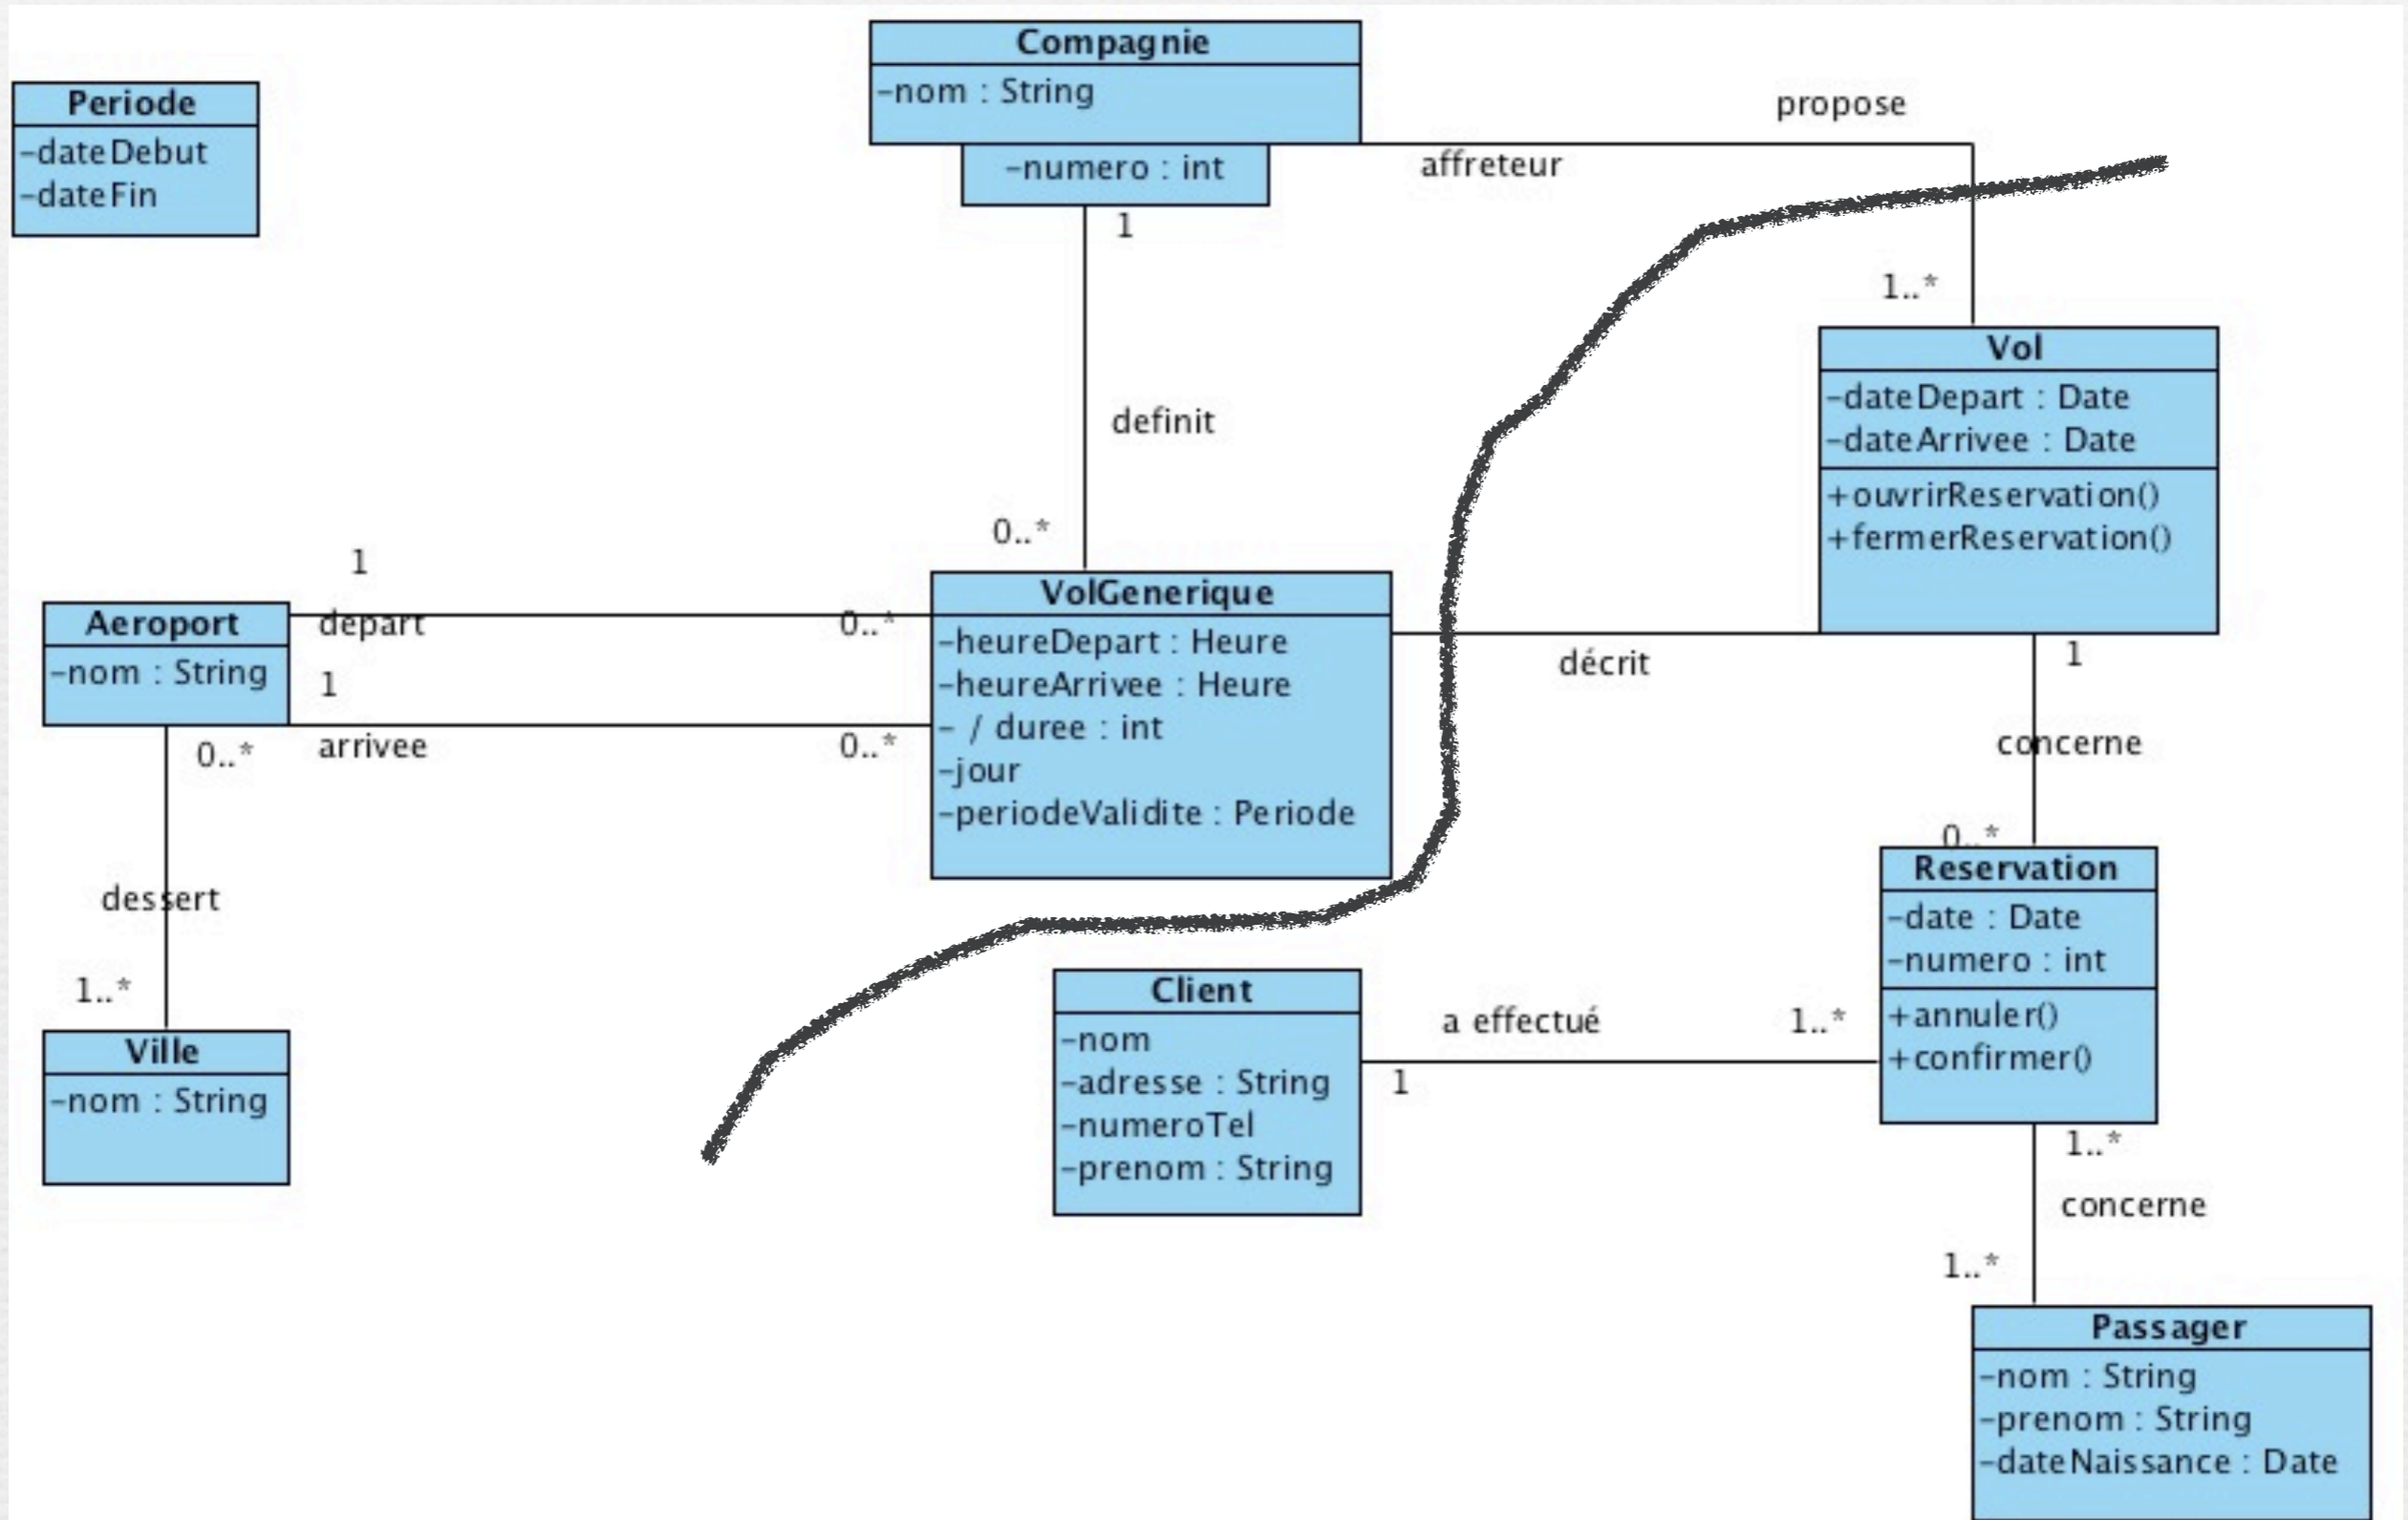 Compagnie
-nom : String
-numero : int
1
propose
affreteur
Periode
-dateDebut
-dateFin
1..*
Vol
-dateDepart : Date
-dateArrivee : Date
+ouvrirReservation()
+fermerReservation()
definit
0..*
1
depart
0..*
Aeroport
-nom : String
1
arrivee
0..*
0..*
VolGenerique
-heureDepart : Heure
-heureArrivee : Heure
- / duree : int
-jour
-periodeValidite : Periode
décrit
1
concerne
0..*
dessert
1..*
Ville
-nom : String
Client
-nom
-adresse : String
-numeroTel
-prenom : String
a effectué
1
1..*
Reservation
-date : Date
-numero : int
+annuler()
+confirmer()
1..*
concerne
1..*
Passager
-nom : String
-prenom : String
-dateNaissance : Date